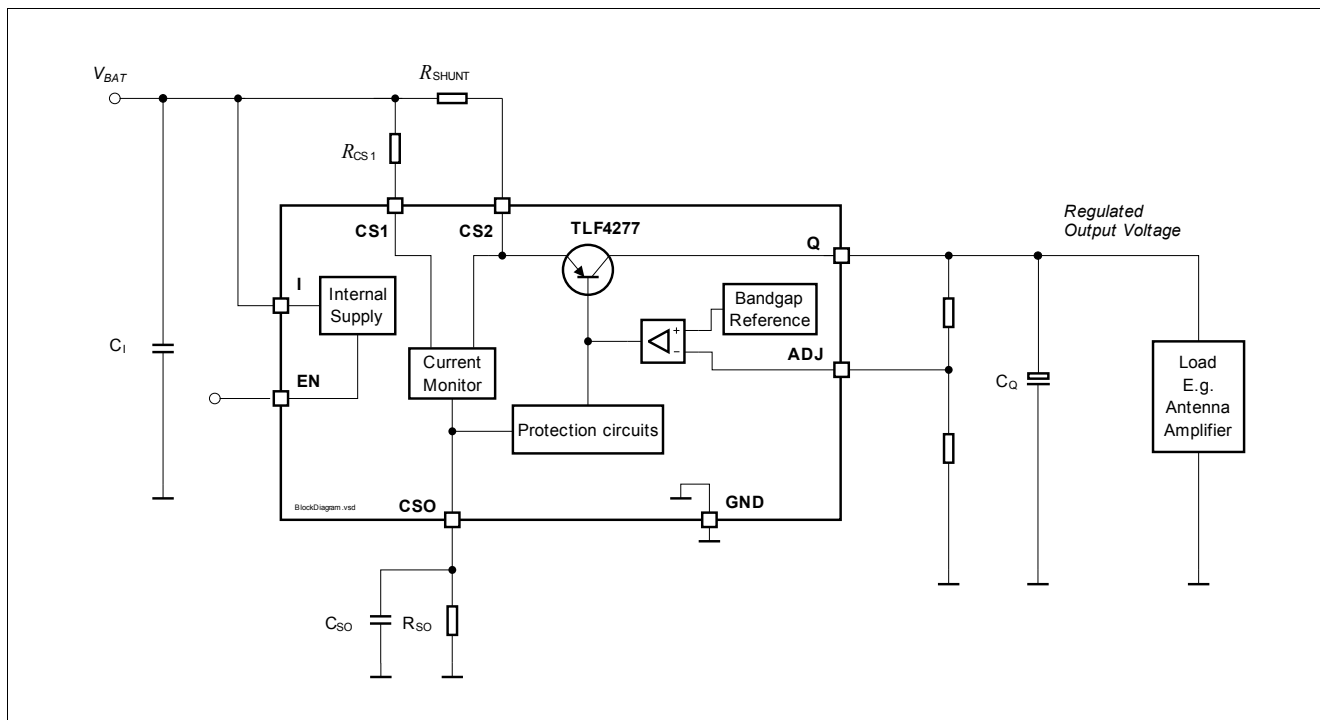 V_BAT
R_SHUNT
R_CS1
CS1
CS2
TLF4277
Q
Regulated
Output Voltage
I
Internal
Supply
Bandgap
Reference
+
−
C_I
EN
Current
Monitor
ADJ
C_Q
Load
E.g.
Antenna
Amplifier
Protection circuits
BlockDiagram.vsd
CSO
GND
C_SO
R_SO